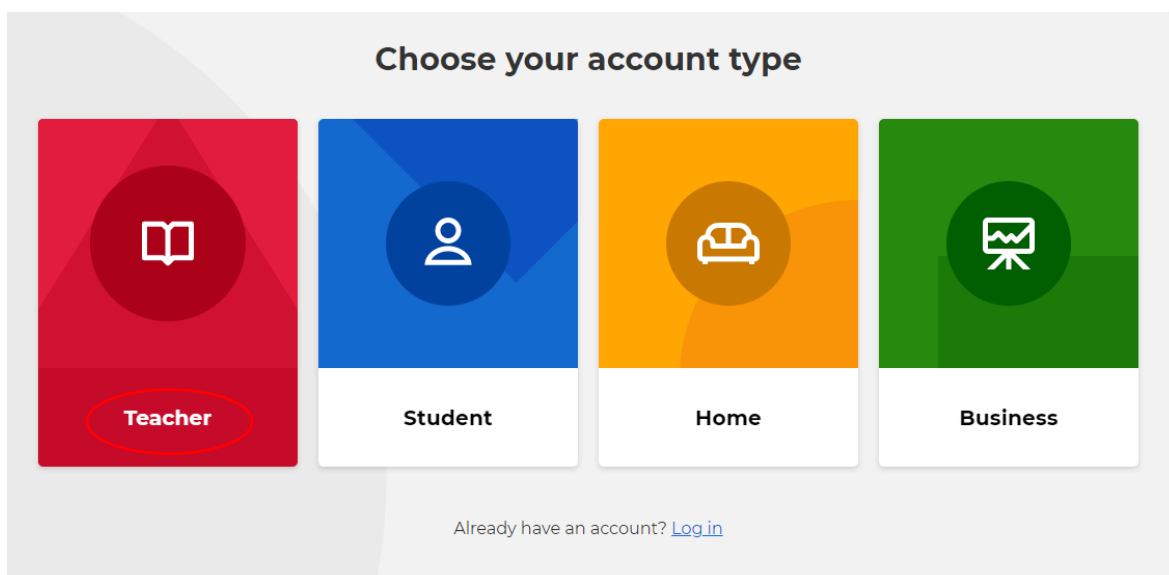 Choose your account type
Teacher
Student
Home
Business
Already have an account? Log in